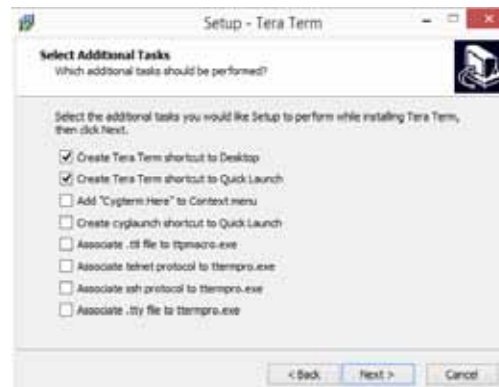 Setup - Tera Term
Select Additional Tasks
Which additional tasks should be performed?
Select the additional tasks you would like Setup to perform while installing Tera Term,
then click Next.
Create Tera Term shortcut to Desktop
Create Tera Term shortcut to Quick Launch
Add "Cygterm Here" to Context menu
Create cyglaunch shortcut to Quick Launch
Associate .ttl file to ttpmacro.exe
Associate telnet protocol to ttermpro.exe
Associate ssh protocol to ttermpro.exe
Associate .tty file to ttermpro.exe
< Back
Next >
Cancel